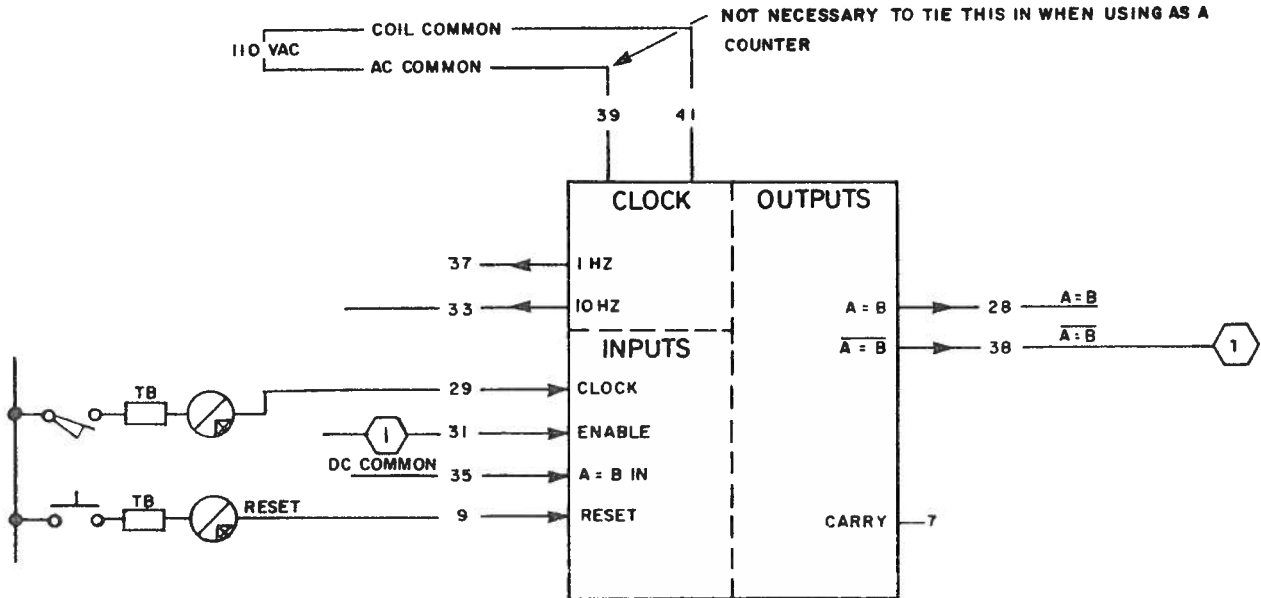 NOT NECESSARY TO TIE THIS IN WHEN USING AS A
COUNTER
COIL COMMON
110 VAC
AC COMMON
39 41
CLOCK OUTPUTS
37 1 HZ
33 10 HZ
A = B 28 A = B
A̅ ̅=̅ ̅B̅ 38 A̅ ̅=̅ ̅B̅ 1
INPUTS
TB 29 CLOCK
1 31 ENABLE
DC COMMON 35 A = B IN
TB RESET 9 RESET
CARRY 7